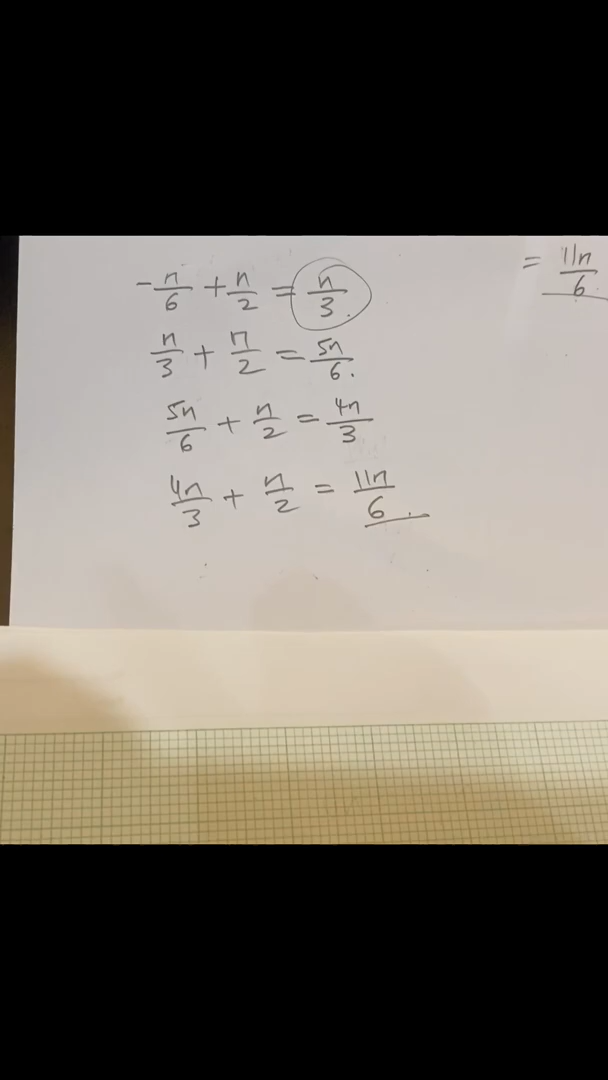 -π/6 + π/2 = π/3.
π/3 + π/2 = 5π/6.
5π/6 + π/2 = 4π/3
4π/3 + π/2 = 11π/6.
= 11π/6.